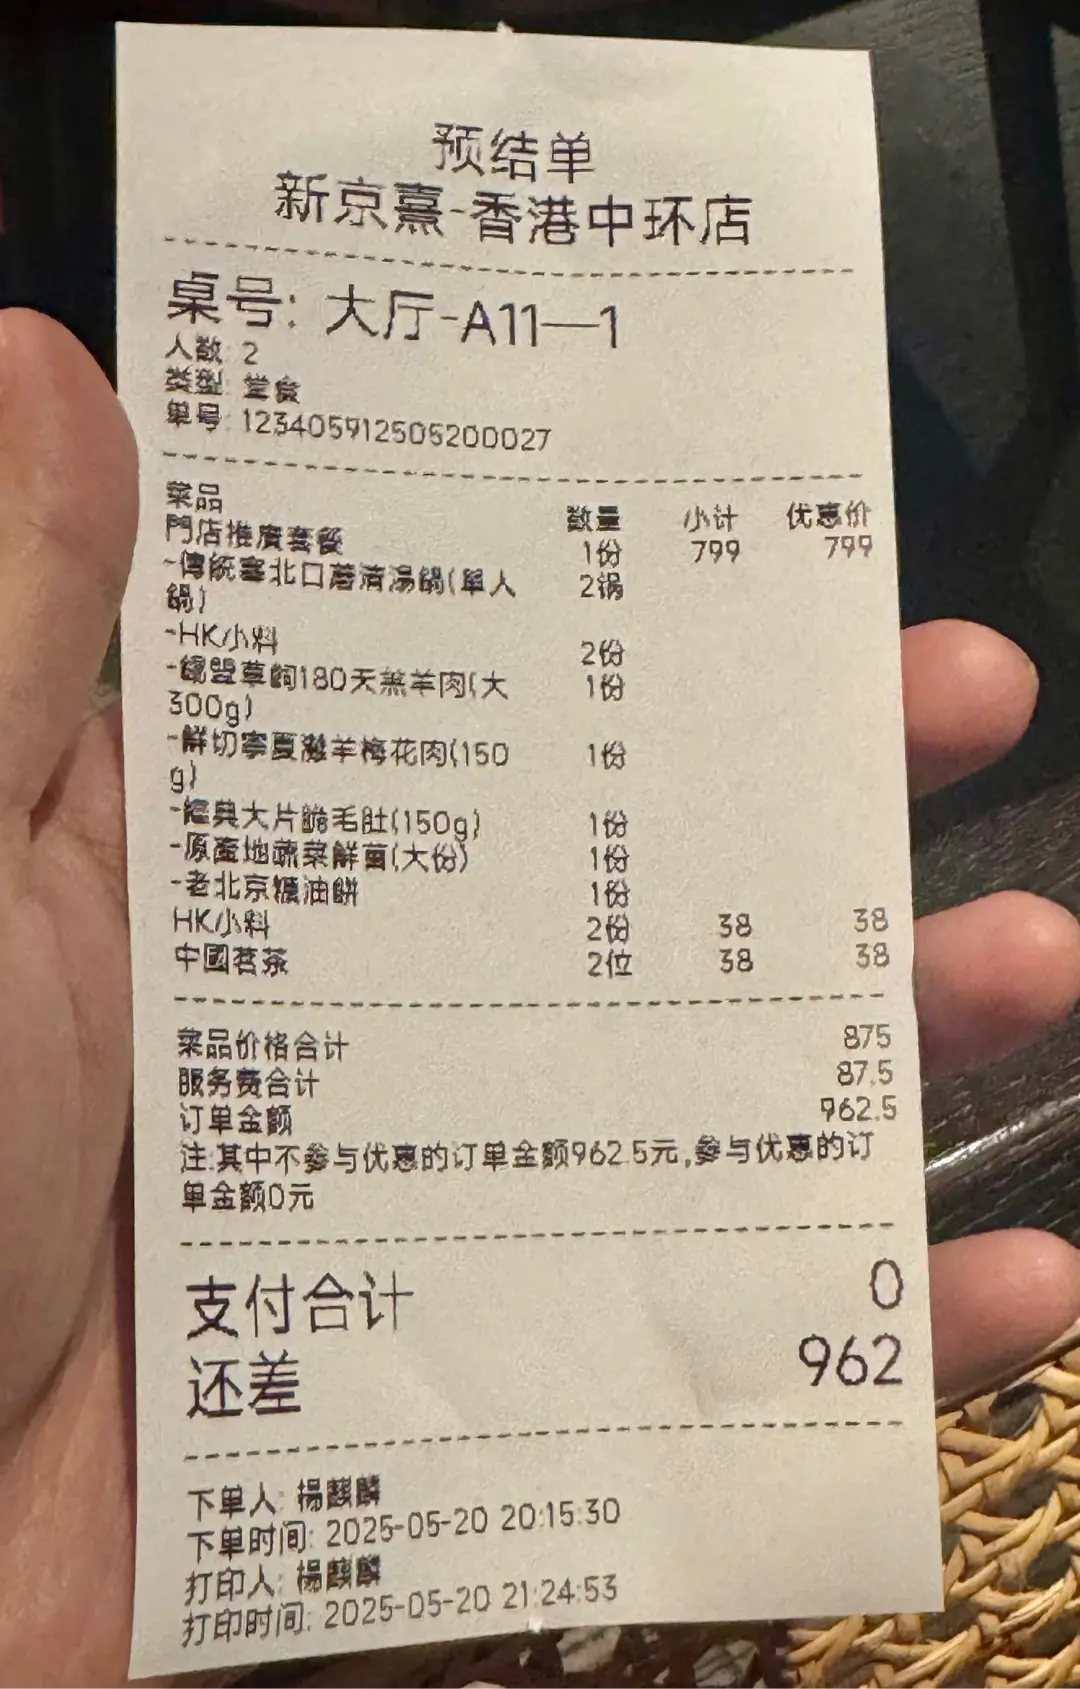 预结单
新京熹-香港中环店
桌号: 大厅-A11—1
人数: 2
类型: 堂食
单号: 123405912505200027
菜品 数量 小计 优惠价
門店推廣套餐 1份 799 799
-傳統塞北口蘑清湯鍋(單人 2锅
鍋)
-HK小料 2份
-錫盟草飼180天羔羊肉(大 1份
300g)
-鮮切寧夏灘羊梅花肉(150 1份
g)
-經典大片脆毛肚(150g) 1份
-原產地蔬菜鮮菌(大份) 1份
-老北京糖油餅 1份
HK小料 2份 38 38
中國茗茶 2位 38 38
菜品价格合计 875
服务费合计 87.5
订单金额 962.5
注:其中不参与优惠的订单金额962.5元,参与优惠的订
单金额0元
支付合计 0
还差 962
下单人: 楊麒麟
下单时间: 2025-05-20 20:15:30
打印人: 楊麒麟
打印时间: 2025-05-20 21:24:53